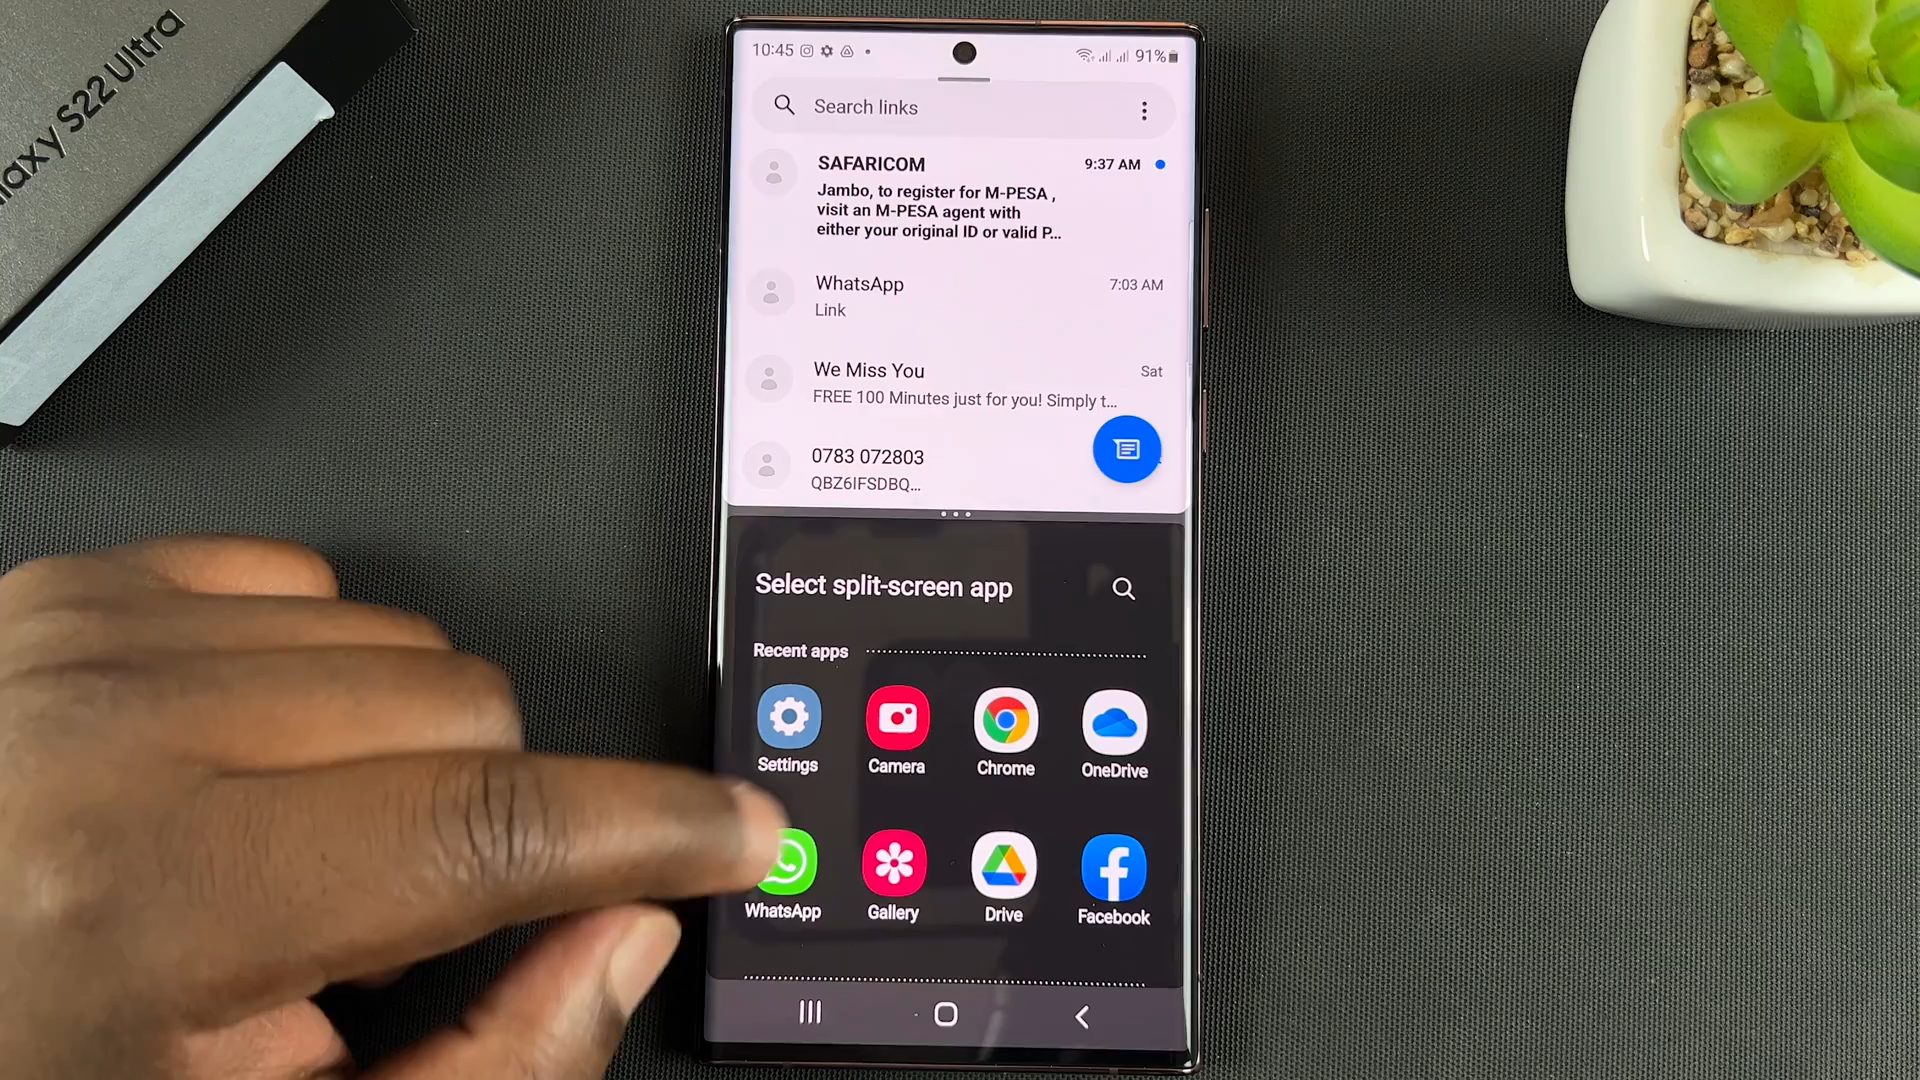 alaxy S22 Ultra
10:45
91%
Search links
SAFARICOM
9:37 AM
Jambo, to register for M-PESA ,
visit an M-PESA agent with
either your original ID or valid P...
WhatsApp
7:03 AM
Link
We Miss You
Sat
FREE 100 Minutes just for you! Simply t...
0783 072803
QBZ6IFSDBQ...
Select split-screen app
Recent apps
Settings
Camera
Chrome
OneDrive
WhatsApp
Gallery
Drive
Facebook